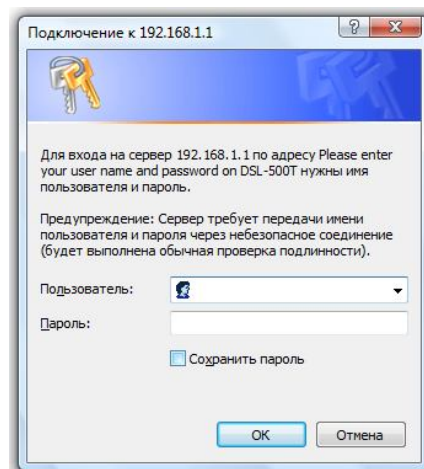 Подключение к 192.168.1.1
Для входа на сервер 192.168.1.1 по адресу Please enter
your user name and password on DSL-500T нужны имя
пользователя и пароль.
Предупреждение: Сервер требует передачи имени
пользователя и пароля через небезопасное соединение
(будет выполнена обычная проверка подлинности).
Пользователь:
Пароль:
Сохранить пароль
ОК
Отмена